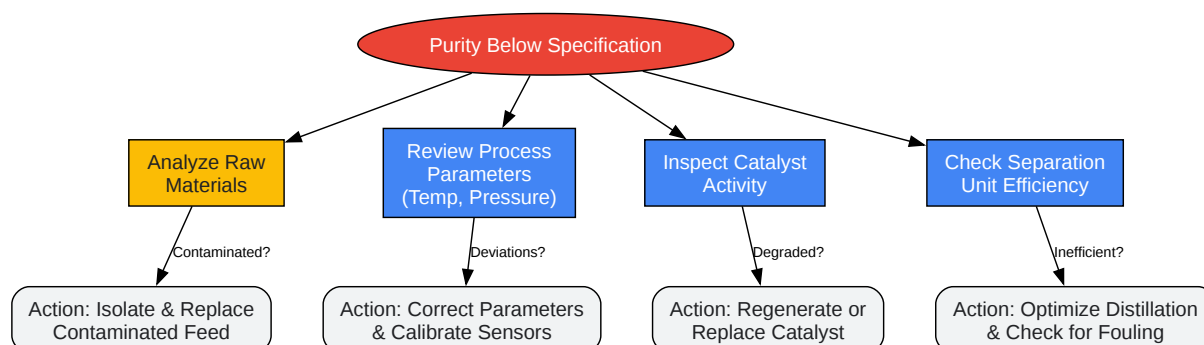 Purity Below Specification
Analyze Raw
Materials
Review Process
Parameters
(Temp, Pressure)
Inspect Catalyst
Activity
Check Separation
Unit Efficiency
Contaminated?
Deviations?
Degraded?
Inefficient?
Action: Isolate & Replace
Contaminated Feed
Action: Correct Parameters
& Calibrate Sensors
Action: Regenerate or
Replace Catalyst
Action: Optimize Distillation
& Check for Fouling